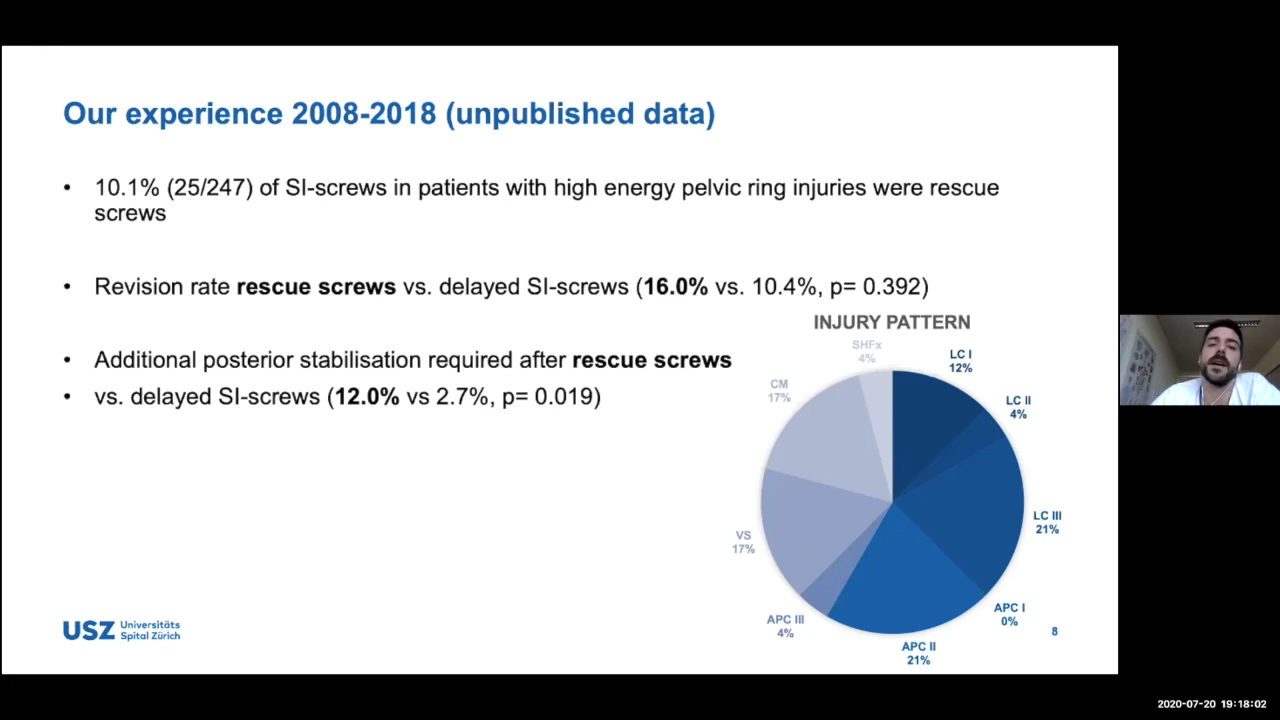 Our experience 2008-2018 (unpublished data)
• 10.1% (25/247) of SI-screws in patients with high energy pelvic ring injuries were rescue
screws
• Revision rate rescue screws vs. delayed SI-screws (16.0% vs. 10.4%, p= 0.392)
• Additional posterior stabilisation required after rescue screws
• vs. delayed SI-screws (12.0% vs 2.7%, p= 0.019)
INJURY PATTERN
SHFx
4%
LC I
12%
CM
17%
LC II
4%
LC III
21%
VS
17%
APC I
0%
APC III
4%
APC II
21%
USZ Universitäts
Spital Zürich
8
2020-07-20 19:18:02